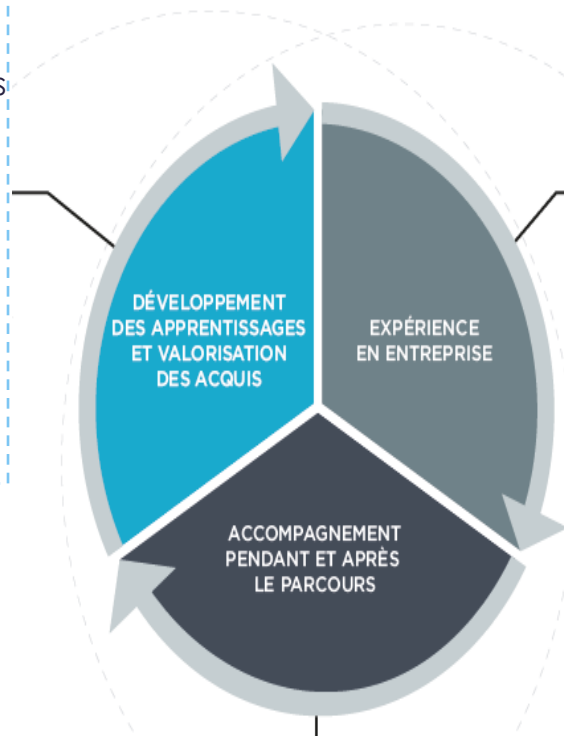 S
DÉVELOPPEMENT
DES APPRENTISSAGES
ET VALORISATION
DES ACQUIS
EXPÉRIENCE
EN ENTREPRISE
ACCOMPAGNEMENT
PENDANT ET APRÈS
LE PARCOURS